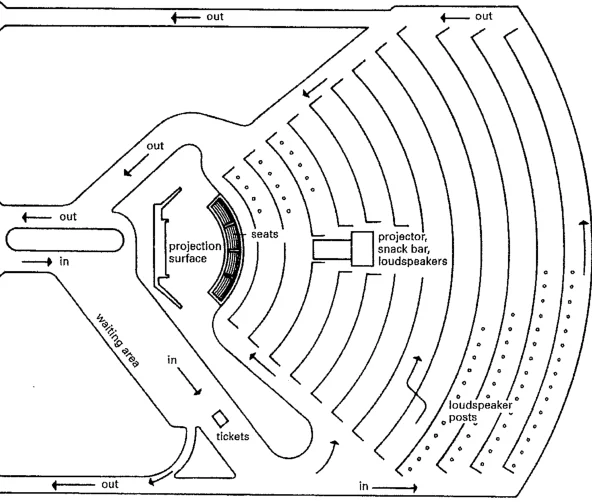 out
out
out
out
in
projection
surface
seats
projector,
snack bar,
loudspeakers
waiting area
in
tickets
loudspeaker
posts
out
in